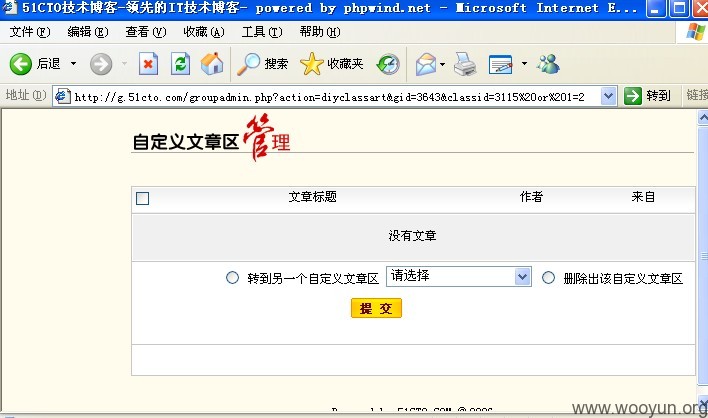 51CTO技术博客-领先的IT技术博客- powered by phpwind.net - Microsoft Internet E...
文件(F) 编辑(E) 查看(V) 收藏(A) 工具(T) 帮助(H)
后退 搜索 收藏夹
地址(D) http://g.51cto.com/groupadmin.php?action=diyclassart&gid=3643&classid=3115%20or%201=2 转到 链接
自定义文章区管理
文章标题 作者 来自
没有文章
转到另一个自定义文章区 请选择 删除出该自定义文章区
提 交
Powered by 51CTO.COM @ 2006
www.wooyun.org